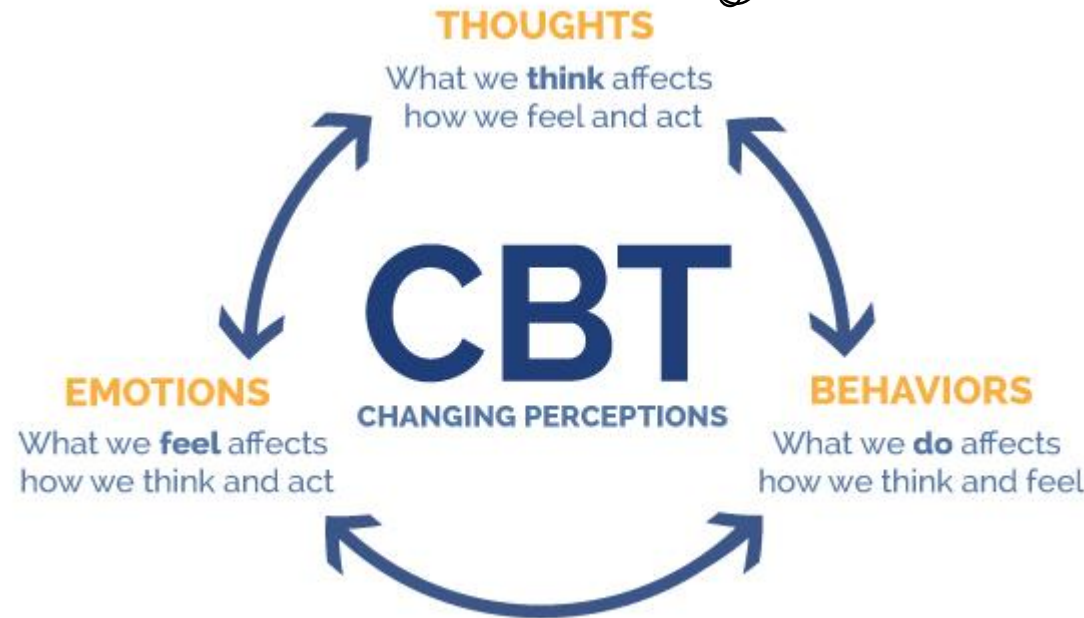 THOUGHTS
What we think affects
how we feel and act
CBT
CHANGING PERCEPTIONS
EMOTIONS
What we feel affects
how we think and act
BEHAVIORS
What we do affects
how we think and feel